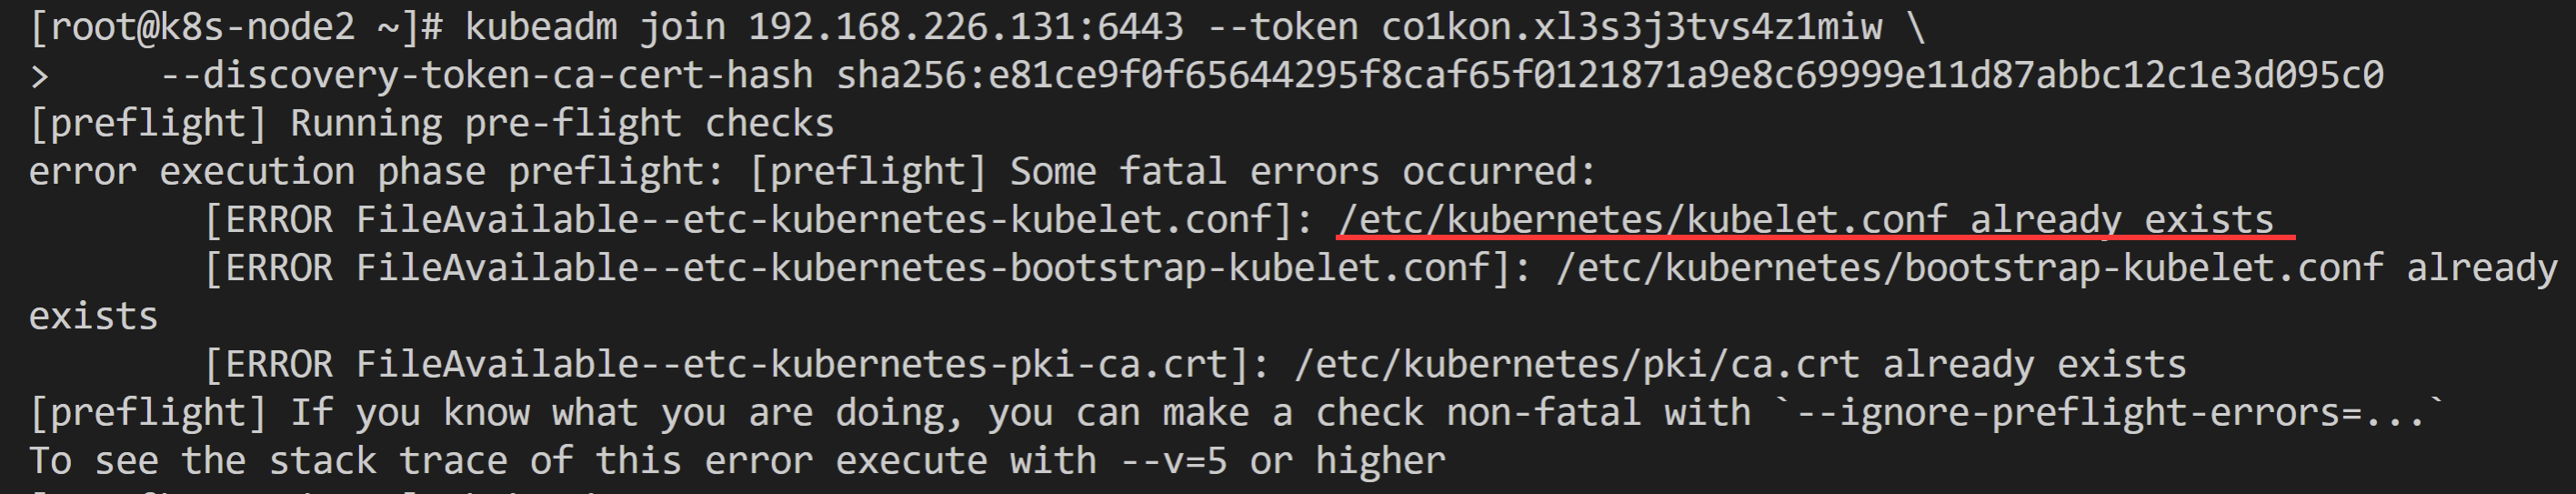 [root@k8s-node2 ~]# kubeadm join 192.168.226.131:6443 --token co1kon.xl3s3j3tvs4z1miw \
>     --discovery-token-ca-cert-hash sha256:e81ce9f0f65644295f8caf65f0121871a9e8c69999e11d87abbc12c1e3d095c0
[preflight] Running pre-flight checks
error execution phase preflight: [preflight] Some fatal errors occurred:
        [ERROR FileAvailable--etc-kubernetes-kubelet.conf]: /etc/kubernetes/kubelet.conf already exists
        [ERROR FileAvailable--etc-kubernetes-bootstrap-kubelet.conf]: /etc/kubernetes/bootstrap-kubelet.conf already
exists
        [ERROR FileAvailable--etc-kubernetes-pki-ca.crt]: /etc/kubernetes/pki/ca.crt already exists
[preflight] If you know what you are doing, you can make a check non-fatal with `--ignore-preflight-errors=...`
To see the stack trace of this error execute with --v=5 or higher